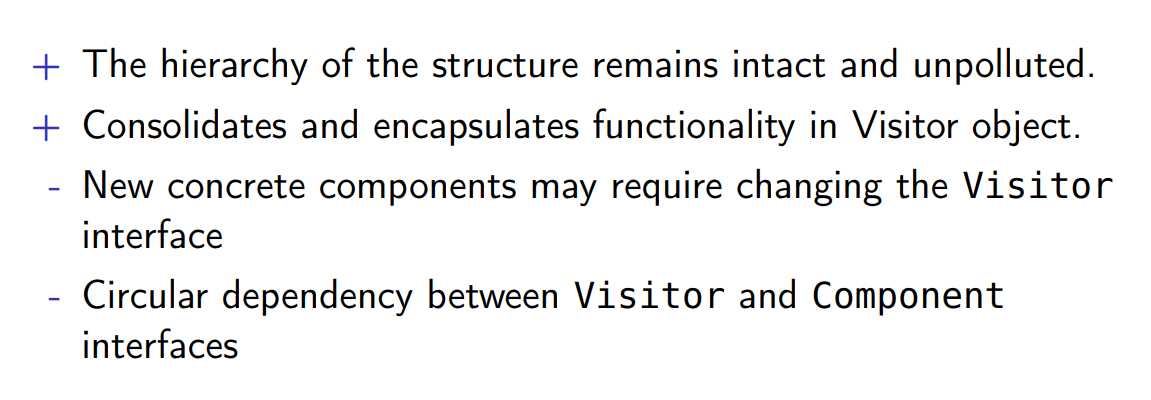 + The hierarchy of the structure remains intact and unpolluted.
+ Consolidates and encapsulates functionality in Visitor object.
- New concrete components may require changing the Visitor
interface
- Circular dependency between Visitor and Component
interfaces